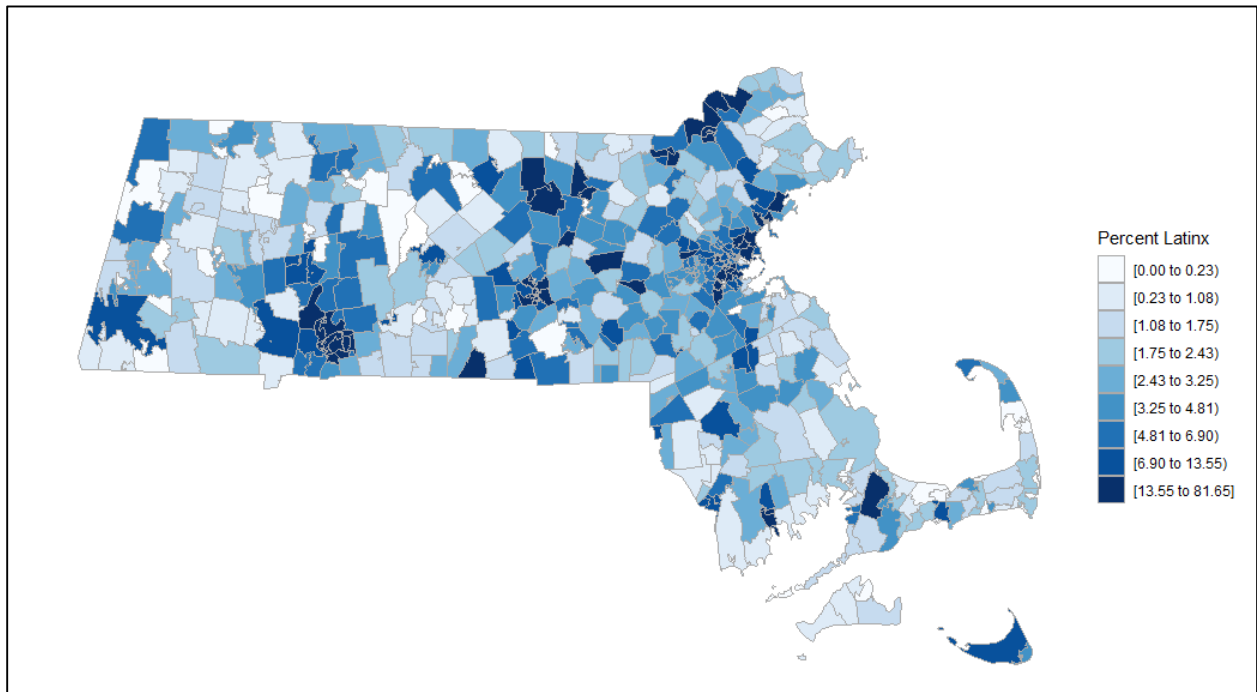 Percent Latinx
[0.00 to 0.23)
[0.23 to 1.08)
[1.08 to 1.75)
[1.75 to 2.43)
[2.43 to 3.25)
[3.25 to 4.81)
[4.81 to 6.90)
[6.90 to 13.55)
[13.55 to 81.65]